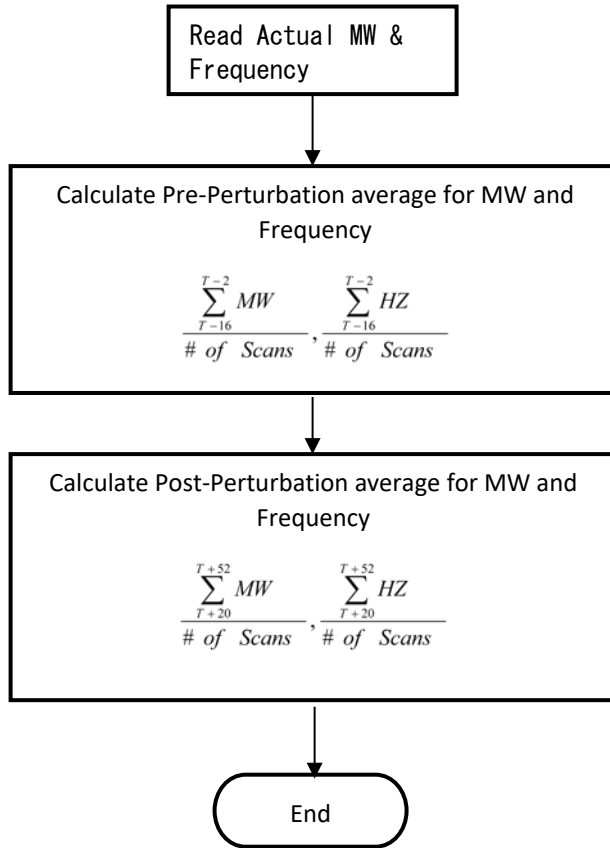 Read Actual MW &
Frequency
Calculate Pre-Perturbation average for MW and
Frequency
T-2 T-2
∑ MW ∑ HZ
T-16 , T-16
# of Scans # of Scans
Calculate Post-Perturbation average for MW and
Frequency
T+52 T+52
∑ MW ∑ HZ
T+20 , T+20
# of Scans # of Scans
End